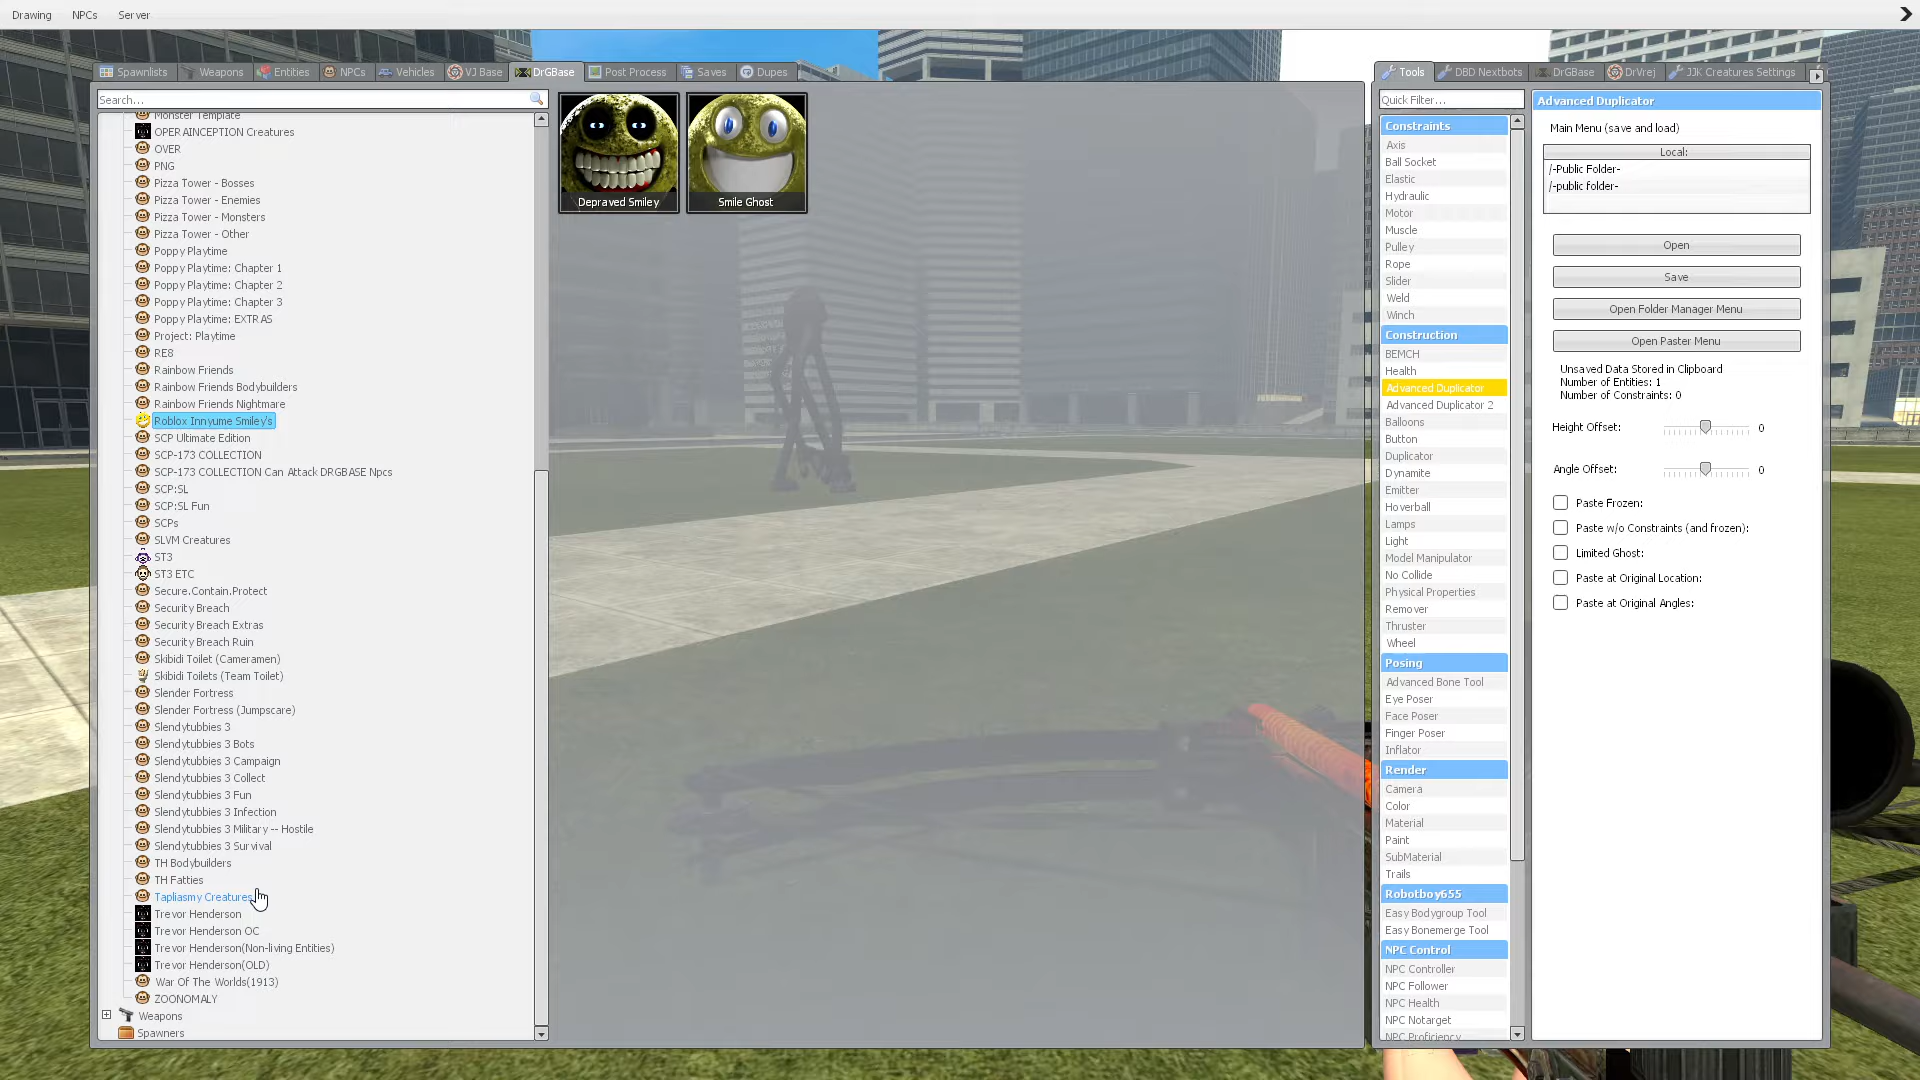 Drawing NPCs Server
Spawnlists Weapons Entities NPCs Vehicles VJ Base DrGBase Post Process Saves Dupes
Search...
Monster Template
OPERAINCEPTION Creatures
OVER
PNG
Pizza Tower - Bosses
Pizza Tower - Enemies
Pizza Tower - Monsters
Pizza Tower - Other
Poppy Playtime
Poppy Playtime: Chapter 1
Poppy Playtime: Chapter 2
Poppy Playtime: Chapter 3
Poppy Playtime: EXTRAS
Project: Playtime
RE8
Rainbow Friends
Rainbow Friends Bodybuilders
Rainbow Friends Nightmare
Roblox Innyume Smiley's
SCP Ultimate Edition
SCP-173 COLLECTION
SCP-173 COLLECTION Can Attack DRGBASE Npcs
SCP:SL
SCP:SL Fun
SCPs
SLVM Creatures
ST3
ST3 ETC
Secure.Contain.Protect
Security Breach
Security Breach Extras
Security Breach Ruin
Skibidi Toilet (Cameramen)
Skibidi Toilets (Team Toilet)
Slender Fortress
Slender Fortress (Jumpscare)
Slendytubbies 3
Slendytubbies 3 Bots
Slendytubbies 3 Campaign
Slendytubbies 3 Collect
Slendytubbies 3 Fun
Slendytubbies 3 Infection
Slendytubbies 3 Military -- Hostile
Slendytubbies 3 Survival
TH Bodybuilders
TH Fatties
Tapliasmy Creatures
Trevor Henderson
Trevor Henderson OC
Trevor Henderson(Non-living Entities)
Trevor Henderson(OLD)
War Of The Worlds(1913)
ZOONOMALY
Weapons
Spawners
Depraved Smiley
Smile Ghost
Tools DBD Nextbots DrGBase DrVrej JJK Creatures Settings
Quick Filter...
Constraints
Axis
Ball Socket
Elastic
Hydraulic
Motor
Muscle
Pulley
Rope
Slider
Weld
Winch
Construction
BEMCH
Health
Advanced Duplicator
Advanced Duplicator 2
Balloons
Button
Duplicator
Dynamite
Emitter
Hoverball
Lamps
Light
Model Manipulator
No Collide
Physical Properties
Remover
Thruster
Wheel
Posing
Advanced Bone Tool
Eye Poser
Face Poser
Finger Poser
Inflator
Render
Camera
Color
Material
Paint
SubMaterial
Trails
Robotboy655
Easy Bodygroup Tool
Easy Bonemerge Tool
NPC Control
NPC Controller
NPC Follower
NPC Health
NPC Notarget
NPC Proficiency
Advanced Duplicator
Main Menu (save and load)
Local:
/-Public Folder-
/-public folder-
Open
Save
Open Folder Manager Menu
Open Paster Menu
Unsaved Data Stored in Clipboard
Number of Entities: 1
Number of Constraints: 0
Height Offset: 0
Angle Offset: 0
Paste Frozen:
Paste w/o Constraints (and frozen):
Limited Ghost:
Paste at Original Location:
Paste at Original Angles: